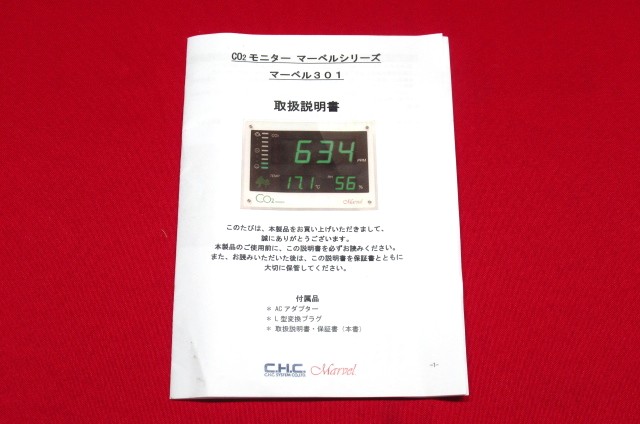 CO2モニター マーベルシリーズ
マーベル301
取扱説明書
634 PPM
17.1 ℃ 56 %
CO2
Marvel
このたびは、本製品をお買い上げいただきまして、
誠にありがとうございます。
本製品のご使用前に、この説明書を必ずお読みください。
また、お読みいただいた後は、この説明書を保証書とともに
大切に保管してください。
付属品
* ACアダプター
* L型変換プラグ
* 取扱説明書・保証書（本書）
C.H.C. Marvel
C.H.C. SYSTEM CO.,LTD.
-1-